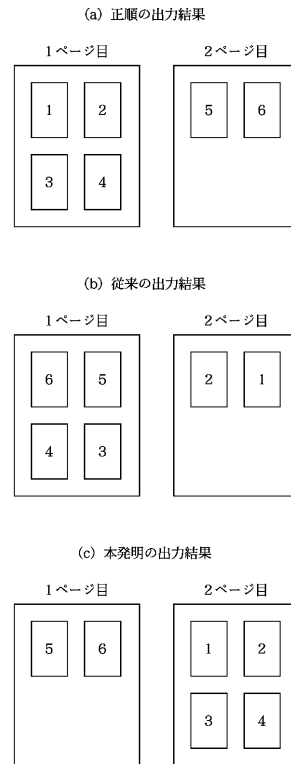 (a) 正順の出力結果
1ページ目 2ページ目
1 2 5 6
3 4
(b) 従来の出力結果
1ページ目 2ページ目
6 5 2 1
4 3
(c) 本発明の出力結果
1ページ目 2ページ目
5 6 1 2
3 4